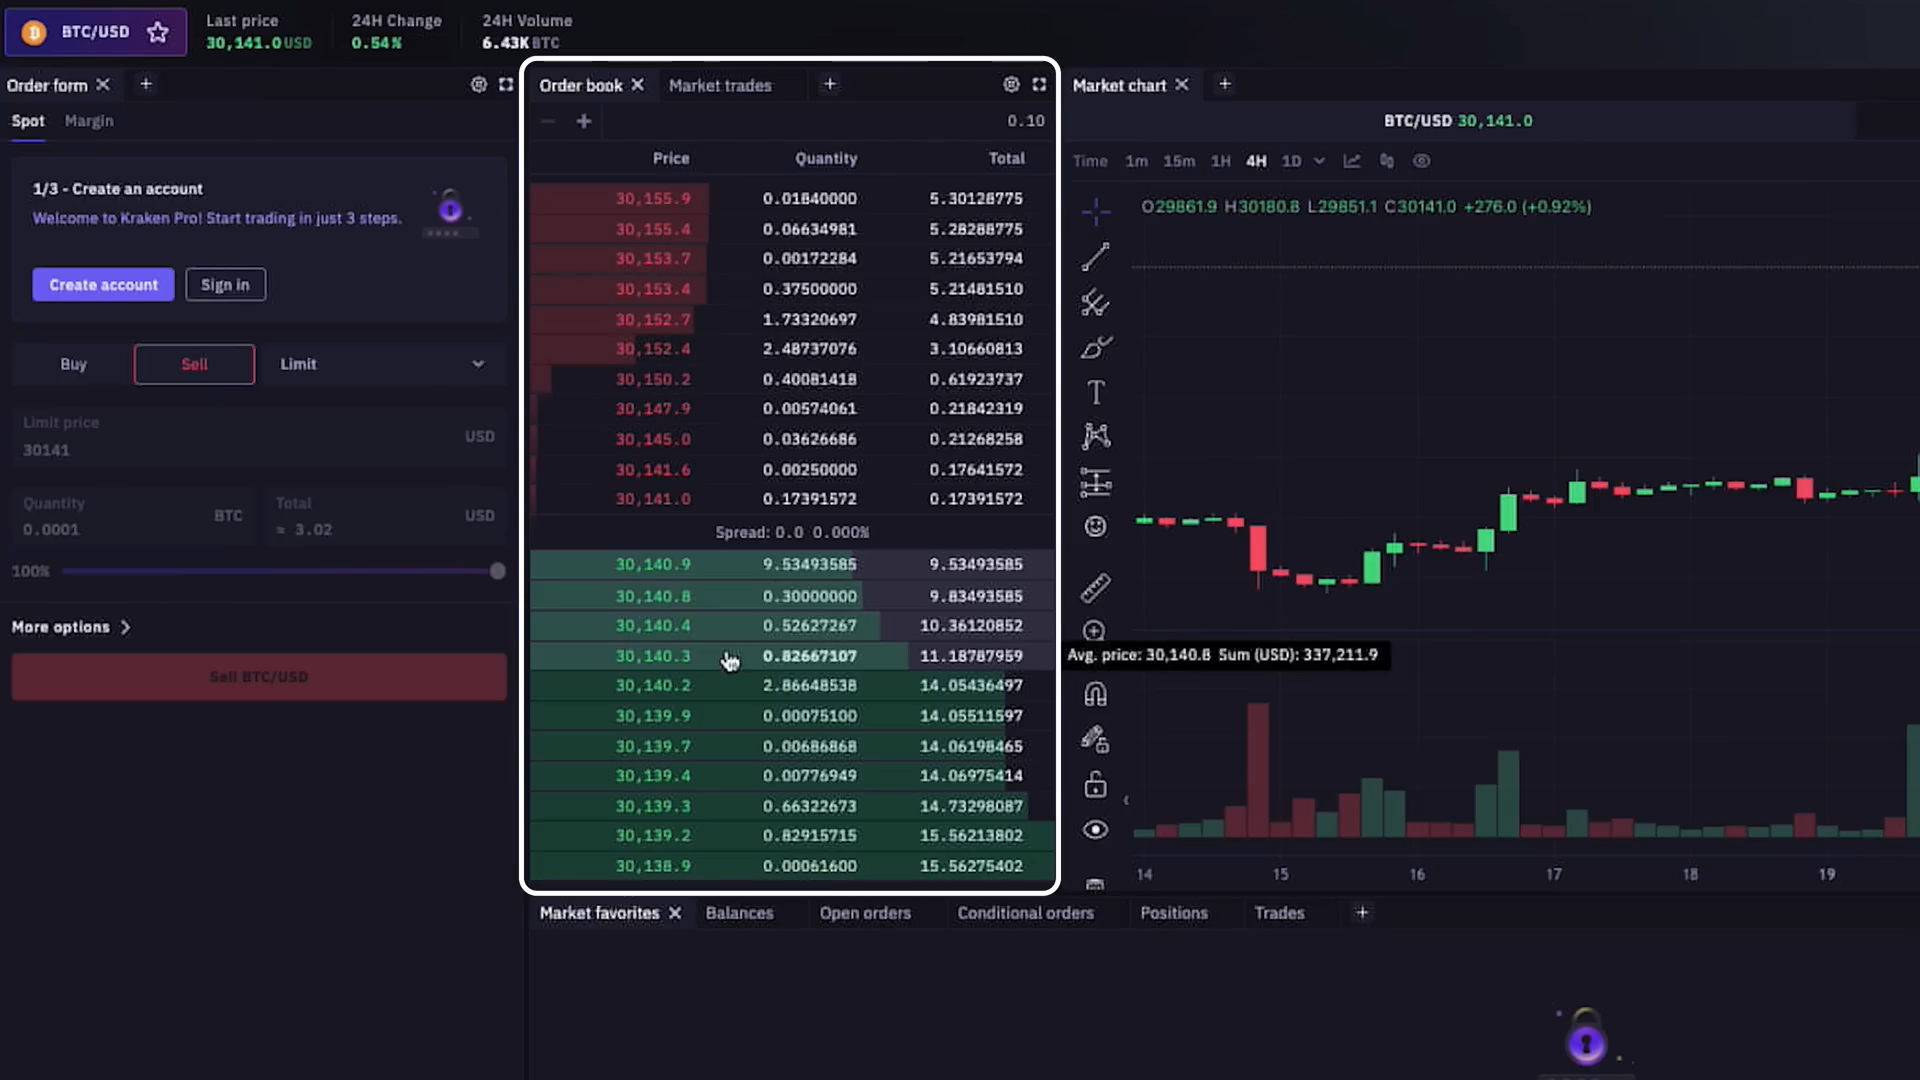 BTC/USD
Last price
30,141.0 USD
24H Change
0.54%
24H Volume
6.43K BTC
Order form
Spot Margin
1/3 - Create an account
Welcome to Kraken Pro! Start trading in just 3 steps.
Create account Sign in
Buy Sell Limit
Limit price
30141 USD
Quantity
0.0001 BTC
Total
≈ 3.02 USD
100%
More options
Sell BTC/USD
Order book Market trades
0.10
Price Quantity Total
30,155.9 0.01840000 5.30128775
30,155.4 0.06634981 5.28288775
30,153.7 0.00172284 5.21653794
30,153.4 0.37500000 5.21481510
30,152.7 1.73320697 4.83981510
30,152.4 2.48737076 3.10660813
30,150.2 0.40081418 0.61923737
30,147.9 0.00574061 0.21842319
30,145.0 0.03626686 0.21268258
30,141.6 0.00250000 0.17641572
30,141.0 0.17391572 0.17391572
Spread: 0.0 0.000%
30,140.9 9.53493585 9.53493585
30,140.8 0.30000000 9.83493585
30,140.4 0.52627267 10.36120852
30,140.3 0.82667107 11.18787959
30,140.2 2.86648538 14.05436497
30,139.9 0.00075100 14.05511597
30,139.7 0.00686868 14.06198465
30,139.4 0.00776949 14.06975414
30,139.3 0.66322673 14.73298087
30,139.2 0.82915715 15.56213802
30,138.9 0.00061600 15.56275402
Market chart
BTC/USD 30,141.0
Time 1m 15m 1H 4H 1D
O29861.9 H30180.8 L29851.1 C30141.0 +276.0 (+0.92%)
Avg. price: 30,140.8 Sum (USD): 337,211.9
14 15 16 17 18 19
Market favorites Balances Open orders Conditional orders Positions Trades